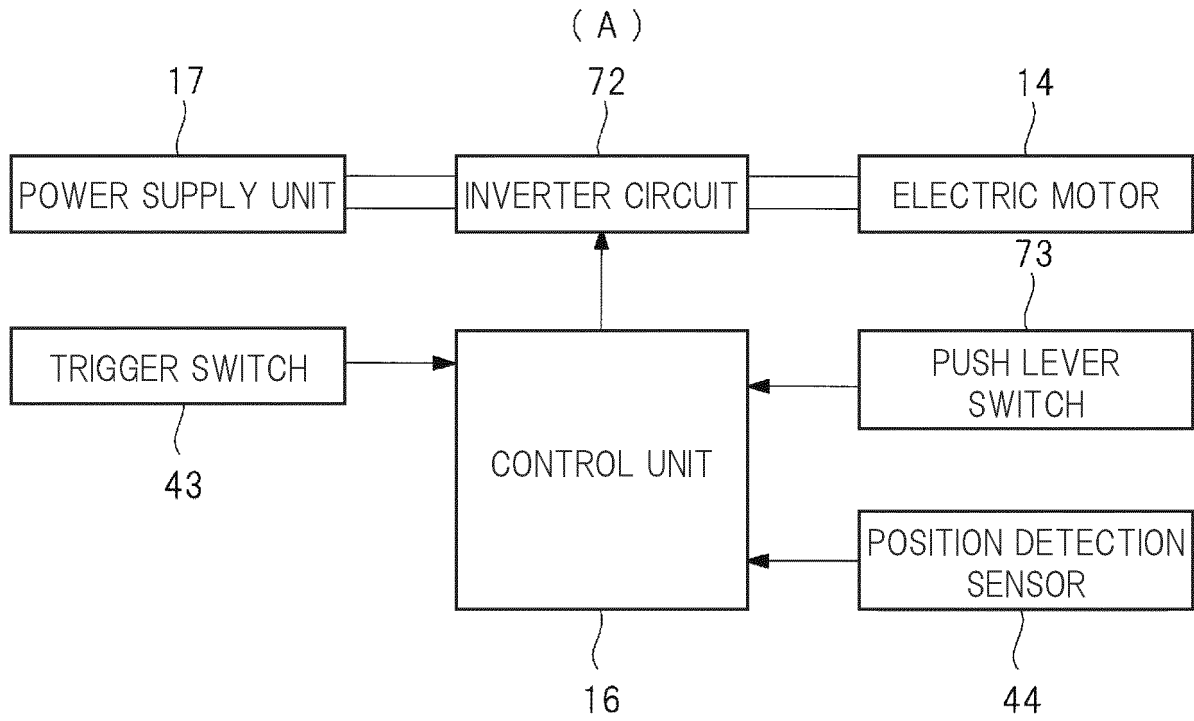 (A)
17
72
14
POWER SUPPLY UNIT
INVERTER CIRCUIT
ELECTRIC MOTOR
73
TRIGGER SWITCH
PUSH LEVER
SWITCH
43
CONTROL UNIT
POSITION DETECTION
SENSOR
16
44